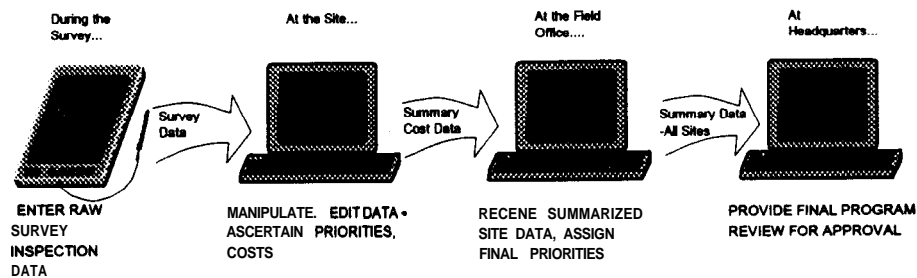 During the
Survey...
At the Site...
At the Field
Office....
At
Headquarters...
Survey
Data
Summary
Cost Data
Summary Data
-All Sites
ENTER RAW
SURVEY
INSPECTION
DATA
MANIPULATE. EDIT DATA •
ASCERTAIN PRIORITIES,
COSTS
RECENE SUMMARIZED
SITE DATA, ASSIGN
FINAL PRIORITIES
PROVIDE FINAL PROGRAM
REVIEW FOR APPROVAL